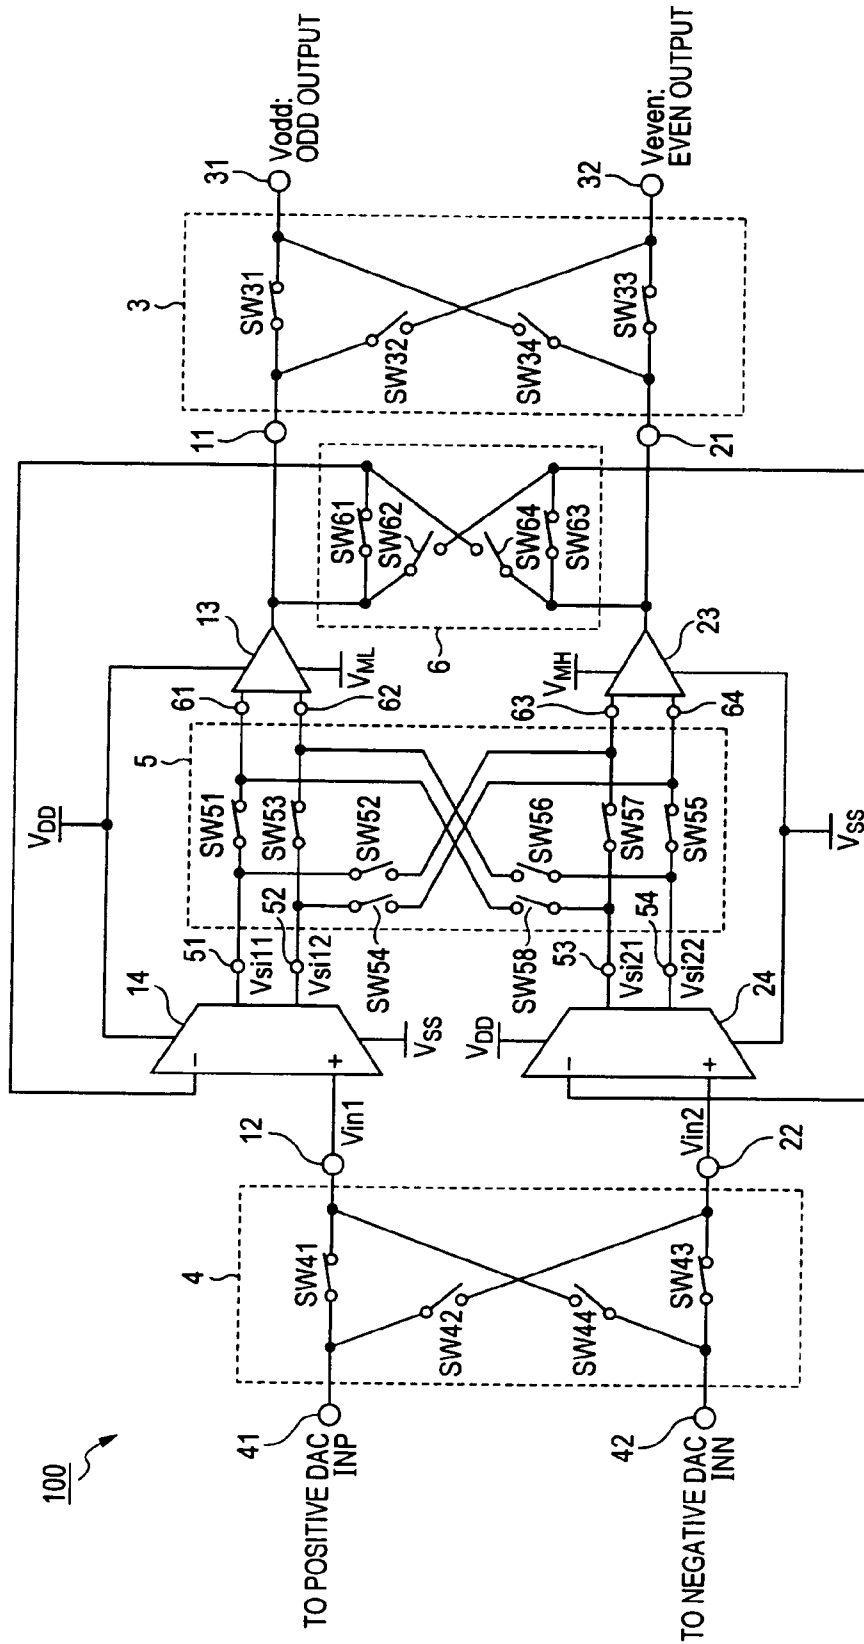 100
TO POSITIVE DAC
INP
41
4
SW41
SW42
SW44
SW43
42
TO NEGATIVE DAC
INN
12
Vin1
22
Vin2
14
-
+
VSS
VDD
24
-
+
VDD
51
Vsi11
52
Vsi12
SW54
SW58
53
Vsi21
54
Vsi22
5
SW51
SW53
SW52
SW56
SW57
SW55
VSS
61
62
63
64
13
VML
VMH
23
6
SW61
SW62
SW64
SW63
11
21
3
SW31
SW32
SW34
SW33
31
Vodd:
ODD OUTPUT
32
Veven:
EVEN OUTPUT